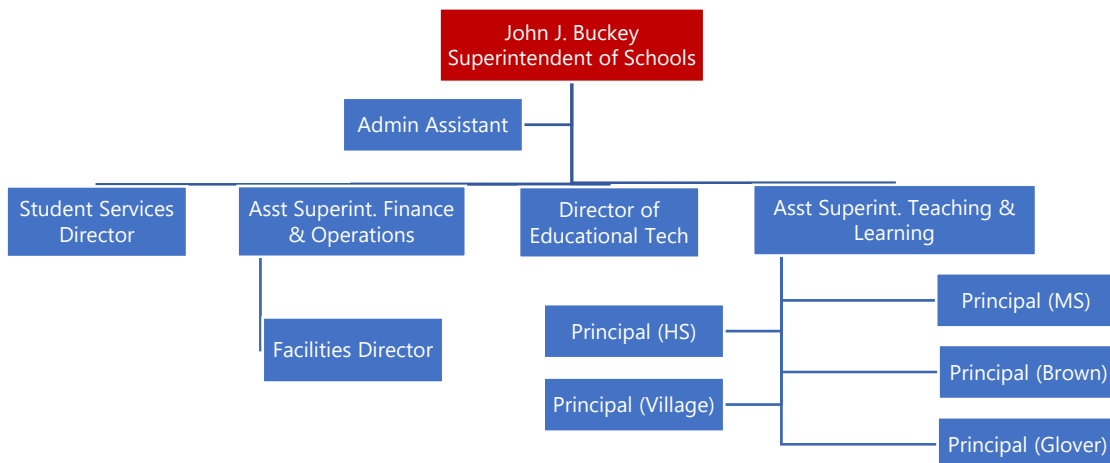 John J. Buckey
Superintendent of Schools
Admin Assistant
Student Services
Director
Asst Superint. Finance
& Operations
Director of
Educational Tech
Asst Superint. Teaching &
Learning
Principal (MS)
Principal (HS)
Facilities Director
Principal (Brown)
Principal (Village)
Principal (Glover)